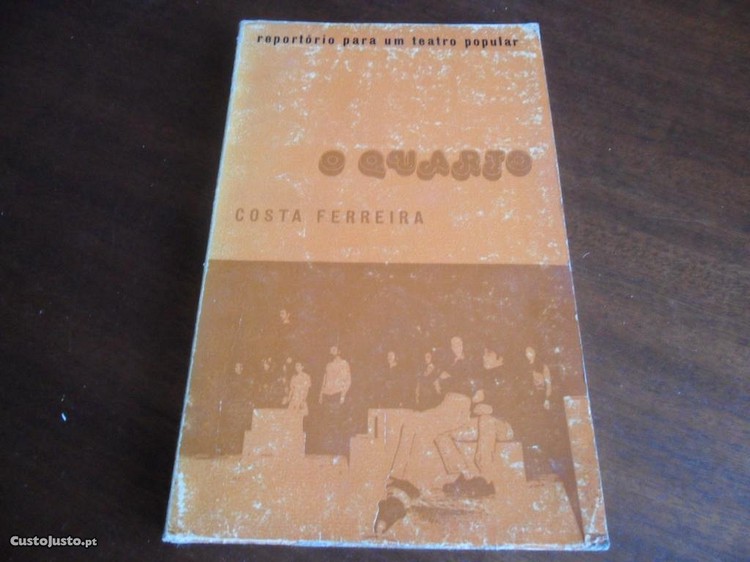 reportório para um teatro popular
O QUARTO
COSTA FERREIRA
CustoJusto.pt